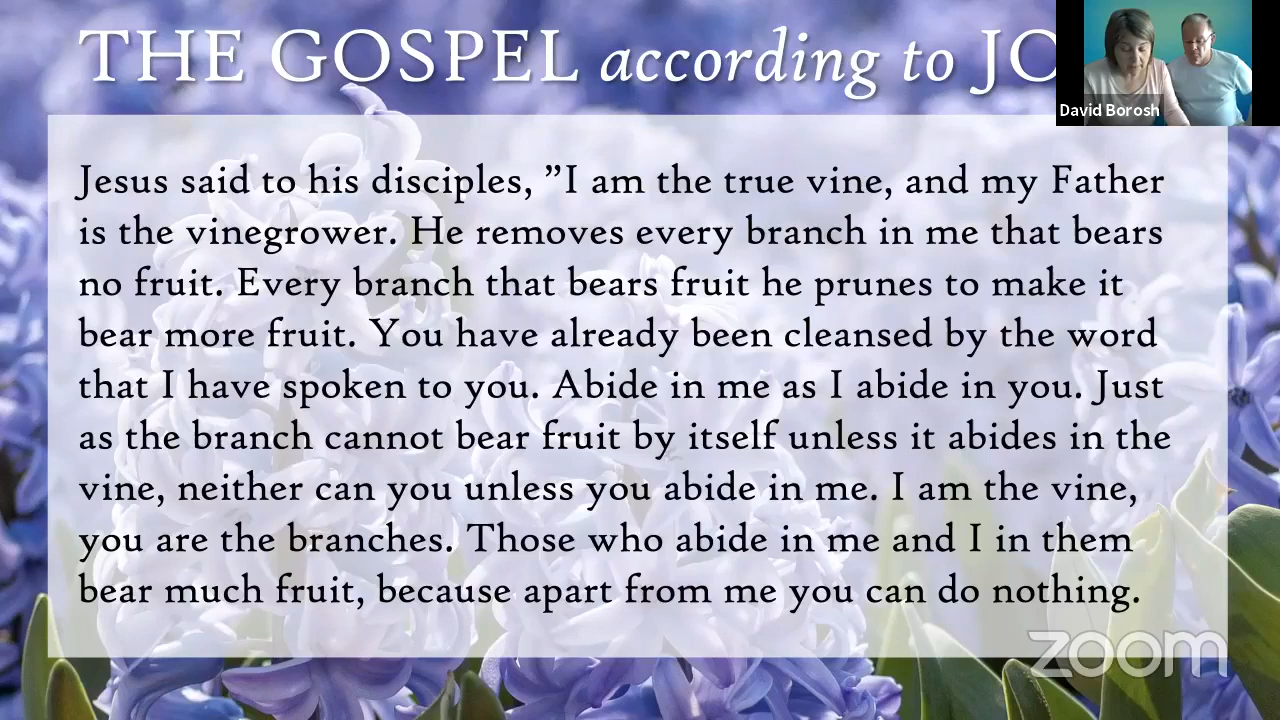 THE GOSPEL according to JO
David Borosh
Jesus said to his disciples, ”I am the true vine, and my Father
is the vinegrower. He removes every branch in me that bears
no fruit. Every branch that bears fruit he prunes to make it
bear more fruit. You have already been cleansed by the word
that I have spoken to you. Abide in me as I abide in you. Just
as the branch cannot bear fruit by itself unless it abides in the
vine, neither can you unless you abide in me. I am the vine,
you are the branches. Those who abide in me and I in them
bear much fruit, because apart from me you can do nothing.
zoom